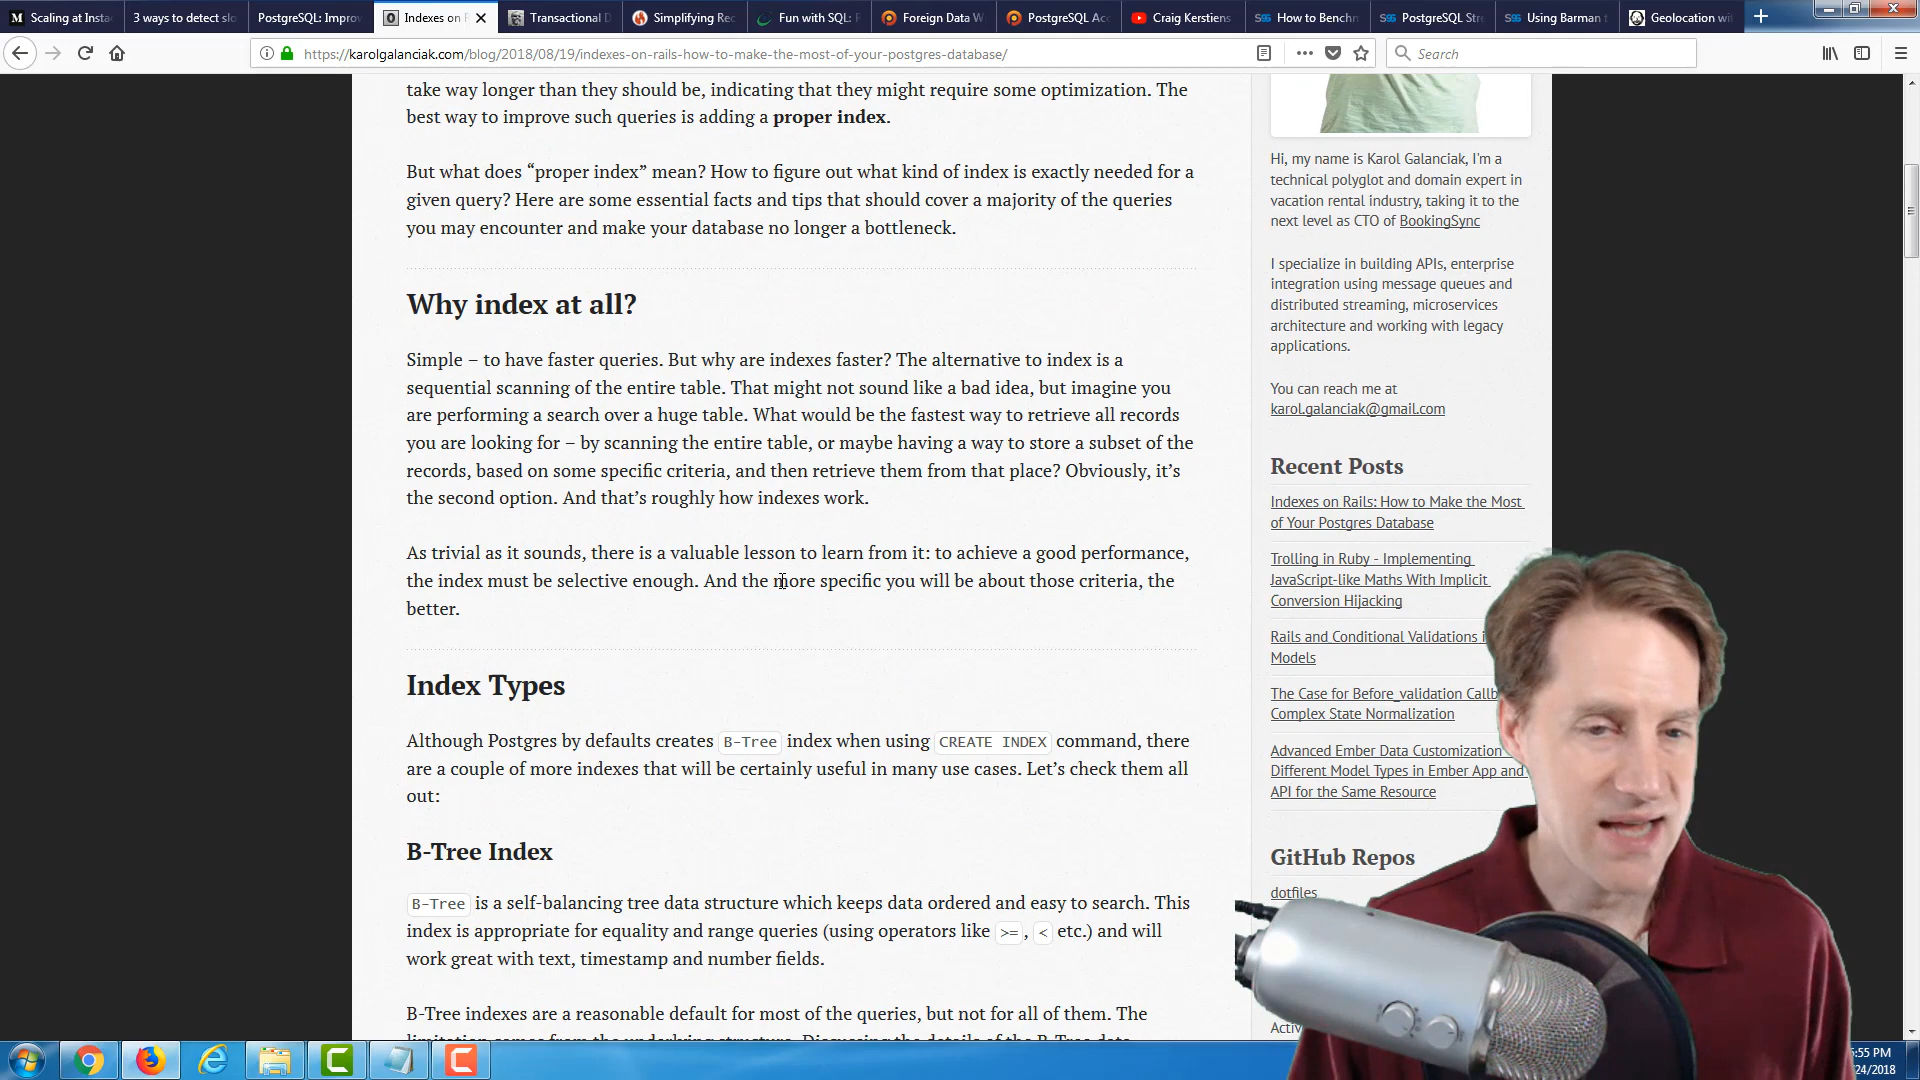 Scaling at Insta
3 ways to detect slo
PostgreSQL: Improv
Indexes on R
Transactional D
Simplifying Rec
Fun with SQL: F
Foreign Data W
PostgreSQL Ac
Craig Kerstiens
How to Benchm
PostgreSQL Str
Using Barman t
Geolocation wi
https://karolgalanciak.com/blog/2018/08/19/indexes-on-rails-how-to-make-the-most-of-your-postgres-database/
Search
take way longer than they should be, indicating that they might require some optimization. The
best way to improve such queries is adding a proper index.
But what does “proper index” mean? How to figure out what kind of index is exactly needed for a
given query? Here are some essential facts and tips that should cover a majority of the queries
you may encounter and make your database no longer a bottleneck.
Why index at all?
Simple – to have faster queries. But why are indexes faster? The alternative to index is a
sequential scanning of the entire table. That might not sound like a bad idea, but imagine you
are performing a search over a huge table. What would be the fastest way to retrieve all records
you are looking for – by scanning the entire table, or maybe having a way to store a subset of the
records, based on some specific criteria, and then retrieve them from that place? Obviously, it’s
the second option. And that’s roughly how indexes work.
As trivial as it sounds, there is a valuable lesson to learn from it: to achieve a good performance,
the index must be selective enough. And the more specific you will be about those criteria, the
better.
Index Types
Although Postgres by defaults creates B-Tree index when using CREATE INDEX command, there
are a couple of more indexes that will be certainly useful in many use cases. Let’s check them all
out:
B-Tree Index
B-Tree is a self-balancing tree data structure which keeps data ordered and easy to search. This
index is appropriate for equality and range queries (using operators like >=, < etc.) and will
work great with text, timestamp and number fields.
B-Tree indexes are a reasonable default for most of the queries, but not for all of them. The
Hi, my name is Karol Galanciak, I'm a
technical polyglot and domain expert in
vacation rental industry, taking it to the
next level as CTO of BookingSync
I specialize in building APIs, enterprise
integration using message queues and
distributed streaming, microservices
architecture and working with legacy
applications.
You can reach me at
karol.galanciak@gmail.com
Recent Posts
Indexes on Rails: How to Make the Most
of Your Postgres Database
Trolling in Ruby - Implementing
JavaScript-like Maths With Implicit
Conversion Hijacking
Rails and Conditional Validations i
Models
The Case for Before_validation Callb
Complex State Normalization
Advanced Ember Data Customization
Different Model Types in Ember App and
API for the Same Resource
GitHub Repos
dotfiles
Activ
:55 PM
24/2018